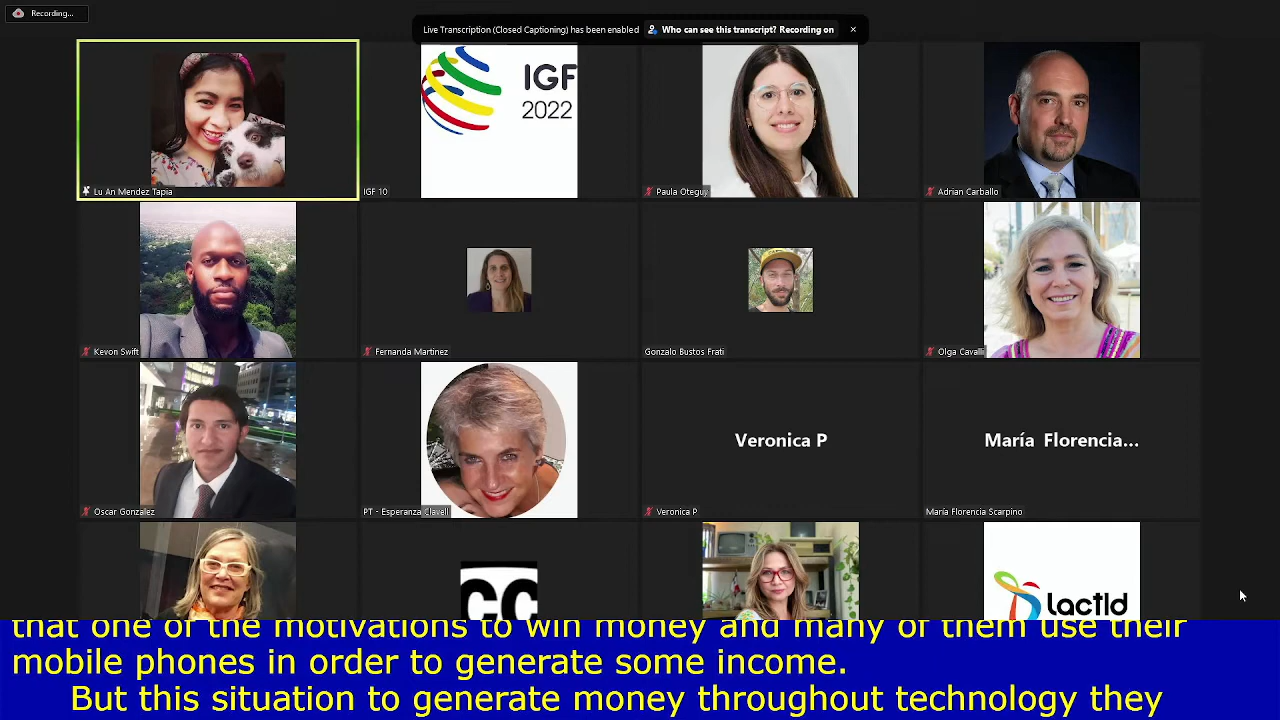 Recording...
Live Transcription (Closed Captioning) has been enabled Who can see this transcript? Recording on
IGF
2022
Lu An Mendez Tapia
IGF 10
Paula Oteguy
Adrian Carballo
Kevon Swift
Fernanda Martinez
Gonzalo Bustos Frati
Olga Cavalli
Veronica P
María Florencia...
Oscar Gonzalez
PT - Esperanza Clavell
Veronica P
María Florencia Scarpino
CC
lactld
that one of the motivations to win money and many of them use their
mobile phones in order to generate some income.
But this situation to generate money throughout technology they